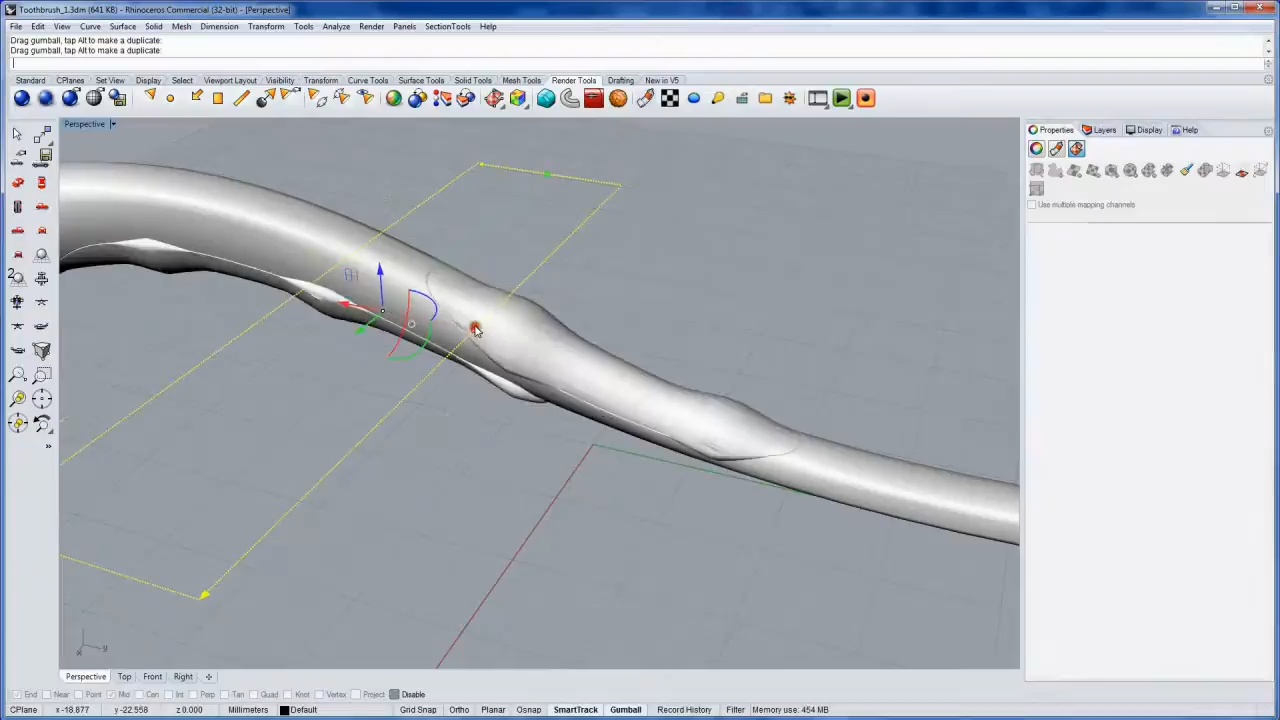 Toothbrush_1.3dm (641 KB) - Rhinoceros Commercial (32-bit) - [Perspective]
File Edit View Curve Surface Solid Mesh Dimension Transform Tools Analyze Render Panels SectionTools Help
Drag gumball, tap Alt to make a duplicate:
Drag gumball, tap Alt to make a duplicate:
Standard CPlanes Set View Display Select Viewport Layout Visibility Transform Curve Tools Surface Tools Solid Tools Mesh Tools Render Tools Drafting New in V5
Perspective
Properties Layers Display Help
Use multiple mapping channels
2
x y
Perspective Top Front Right
End Near Point Mid Cen Int Perp Tan Quad Knot Vertex Project Disable
CPlane x -18.877 y -22.558 z 0.000 Millimeters Default Grid Snap Ortho Planar Osnap SmartTrack Gumball Record History Filter Memory use: 454 MB